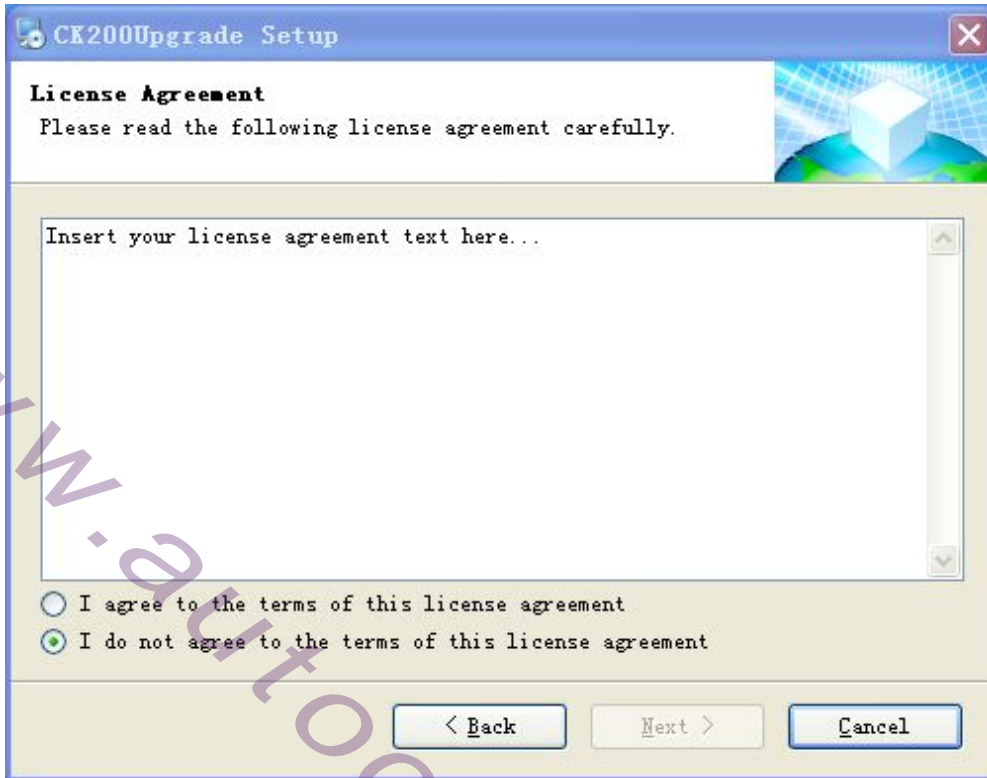 CK200Upgrade Setup
License Agreement
Please read the following license agreement carefully.
Insert your license agreement text here...
I agree to the terms of this license agreement
I do not agree to the terms of this license agreement
< Back Next > Cancel
w.auto